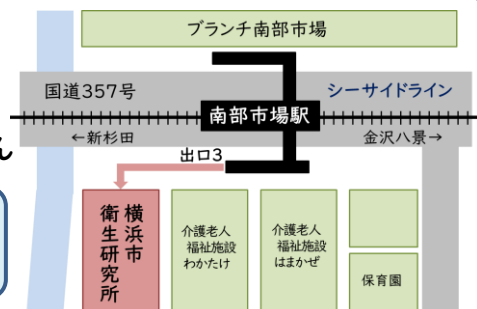 ブランチ南部市場
国道357号
シーサイドライン
南部市場駅
←新杉田
金沢八景→
ん
出口3
横浜市
衛生研究所
介護老人
福祉施設
わかたけ
介護老人
福祉施設
はまかぜ
保育園